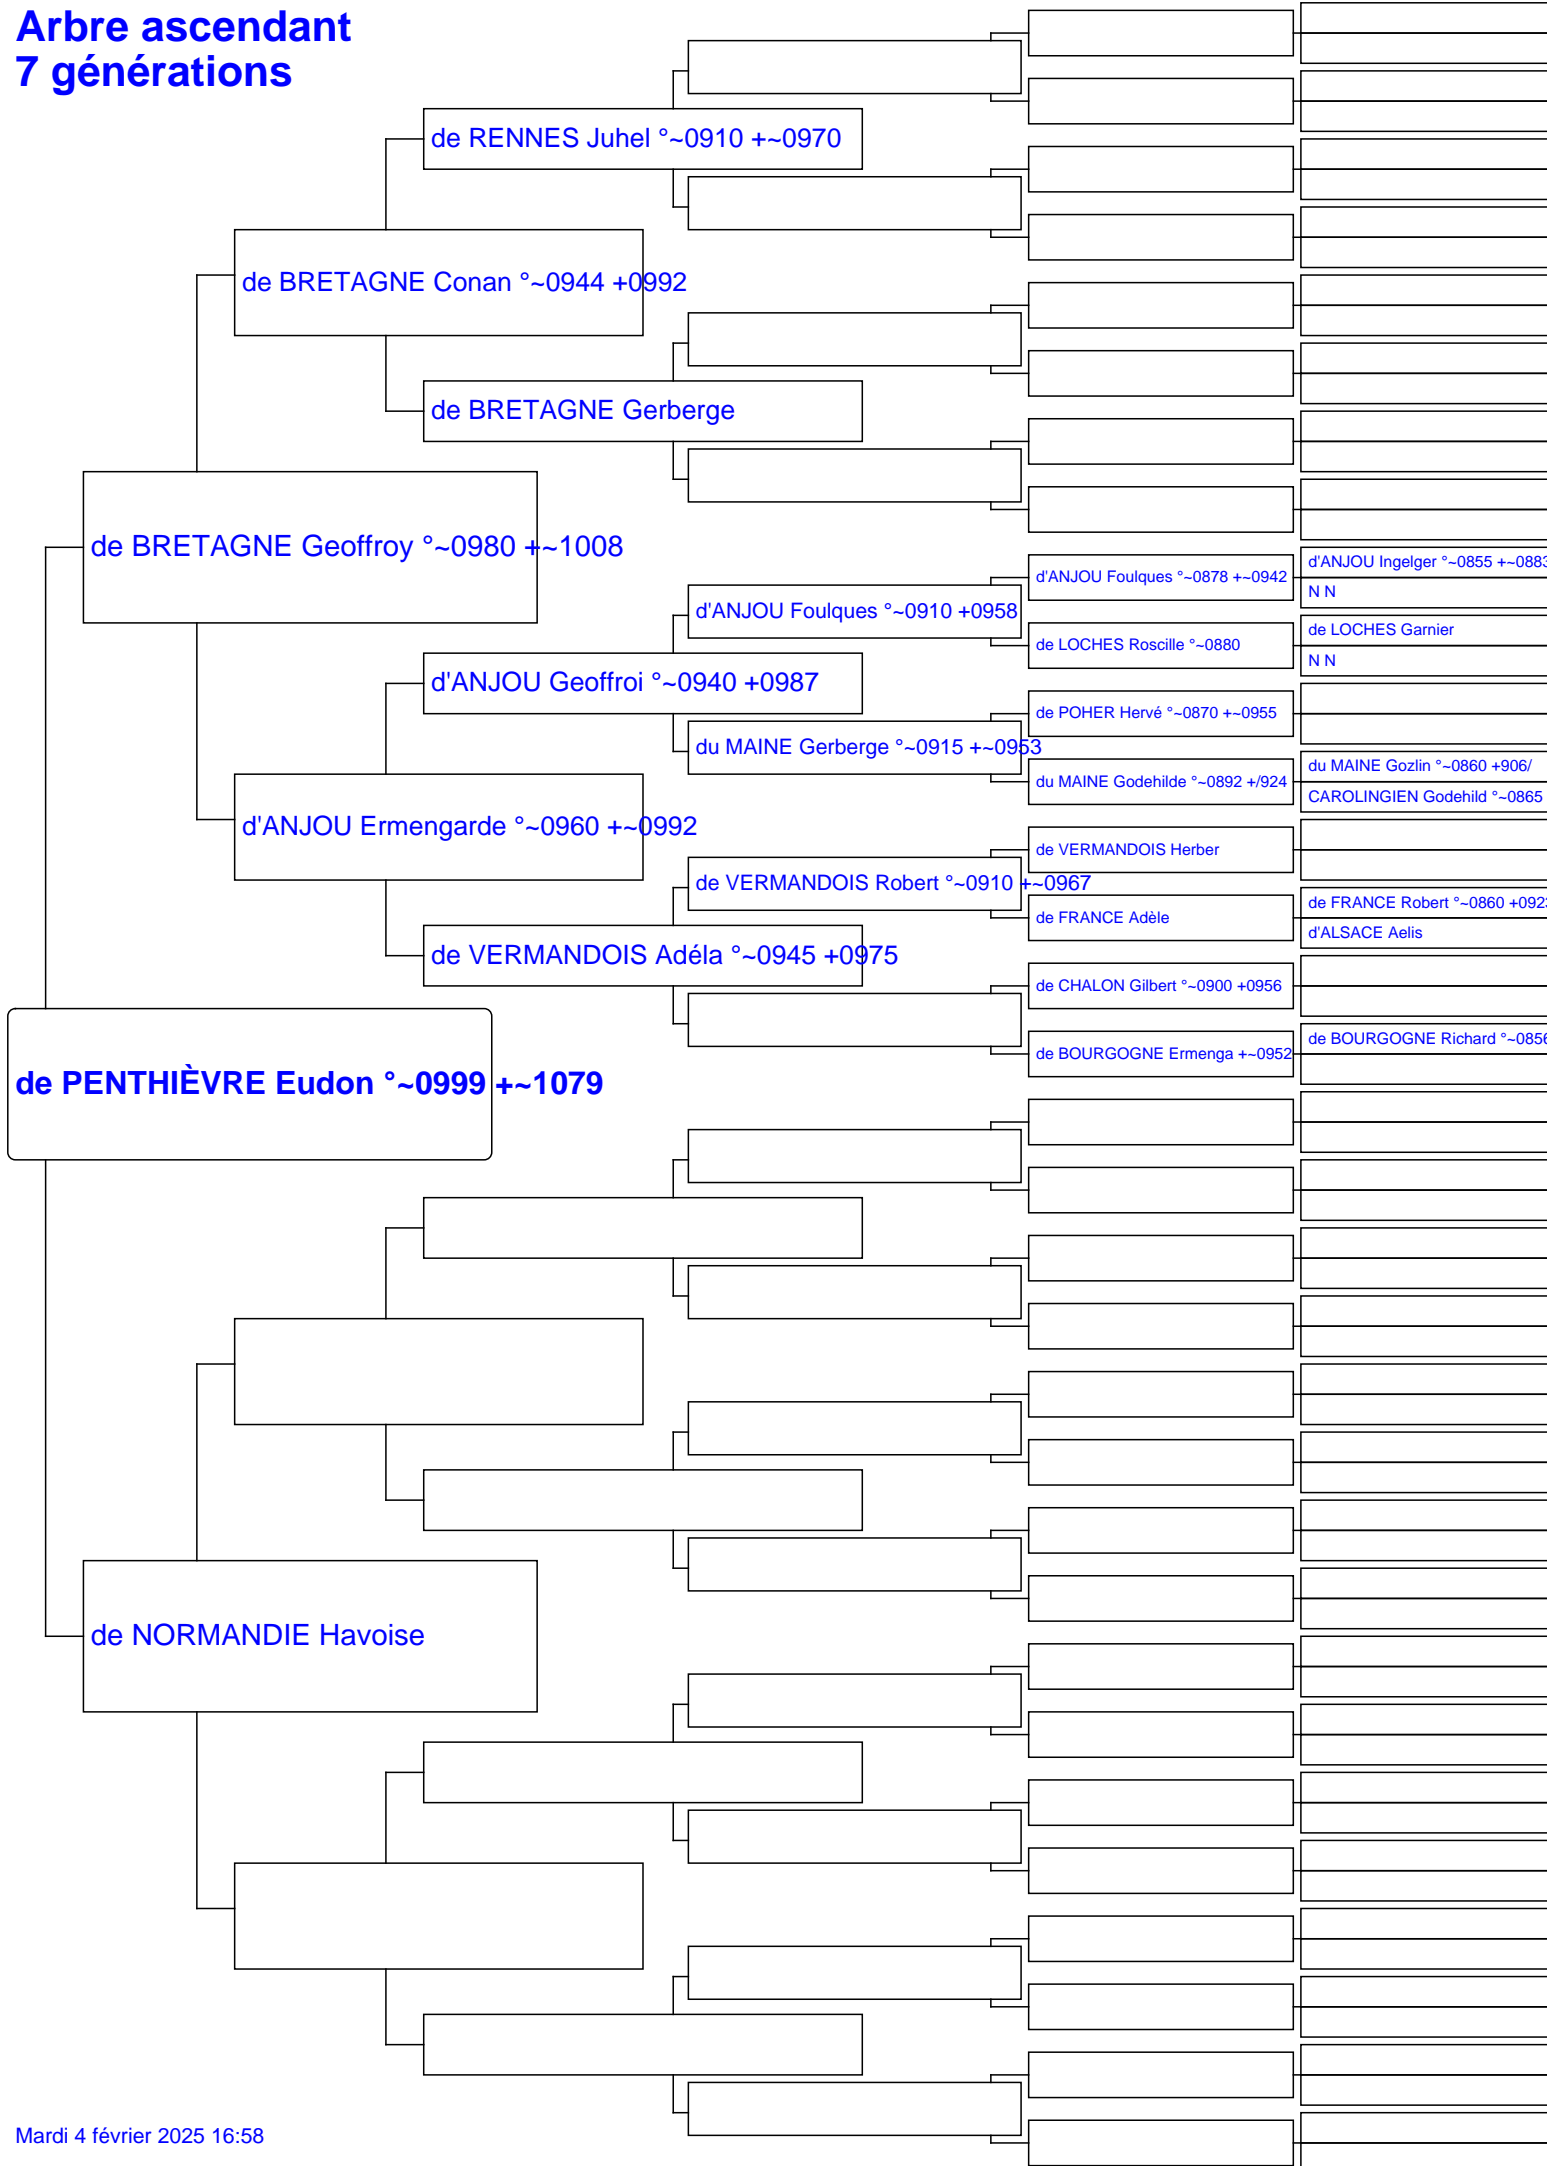 Arbre ascendant
7 générations
de RENNES Juhel °~0910 +~0970
de BRETAGNE Conan °~0944 +0992
de BRETAGNE Gerberge
de BRETAGNE Geoffroy °~0980 +~1008
d'ANJOU Ingelger °~0855 +~0883
d'ANJOU Foulques °~0878 +~0942
N N
d'ANJOU Foulques °~0910 +0958
de LOCHES Garnier
de LOCHES Roscille °~0880
N N
d'ANJOU Geoffroi °~0940 +0987
de POHER Hervé °~0870 +~0955
du MAINE Gerberge °~0915 +~0953
du MAINE Gozlin °~0860 +906/
du MAINE Godehilde °~0892 +/924
CAROLINGIEN Godehild °~0865
d'ANJOU Ermengarde °~0960 +~0992
de VERMANDOIS Herber
de VERMANDOIS Robert °~0910 +~0967
de FRANCE Robert °~0860 +0923
de FRANCE Adèle
d'ALSACE Aelis
de VERMANDOIS Adéla °~0945 +0975
de CHALON Gilbert °~0900 +0956
de BOURGOGNE Richard °~0856
de BOURGOGNE Ermenga +~0952
de PENTHIÈVRE Eudon °~0999 +~1079
de NORMANDIE Havoise
Mardi 4 février 2025 16:58